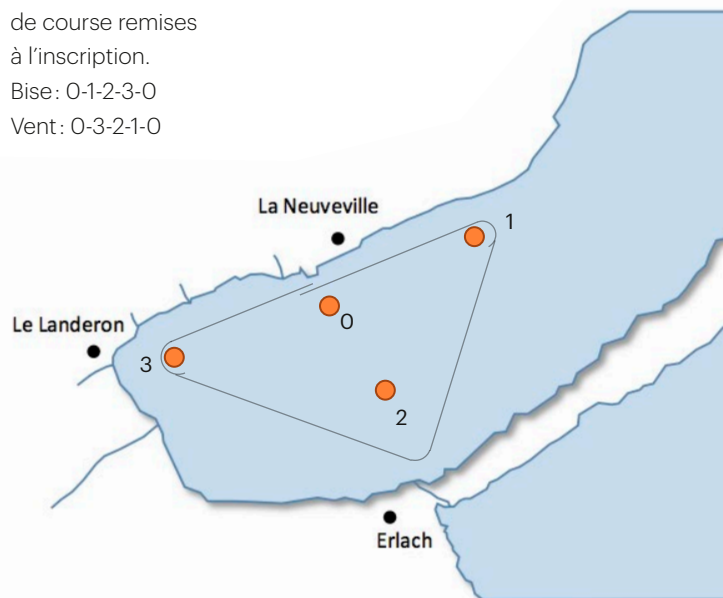 de course remises
à l’inscription.
Bise : 0-1-2-3-0
Vent : 0-3-2-1-0
La Neuveville
1
Le Landeron
0
3
2
Erlach